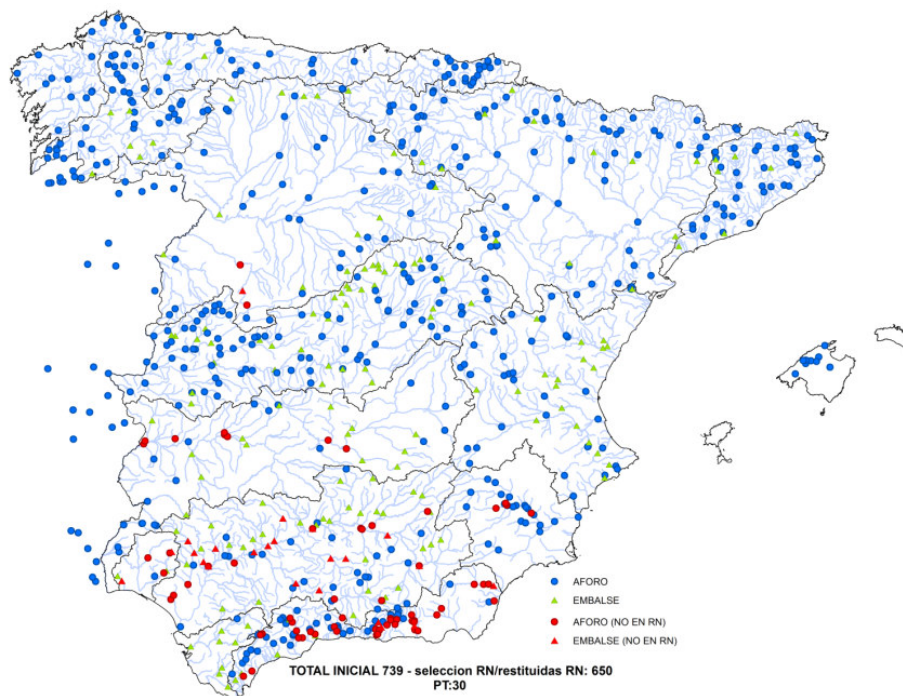 AFORO
EMBALSE
AFORO (NO EN RN)
EMBALSE (NO EN RN)
TOTAL INICIAL 739 - seleccion RN/restituidas RN: 650
PT:30